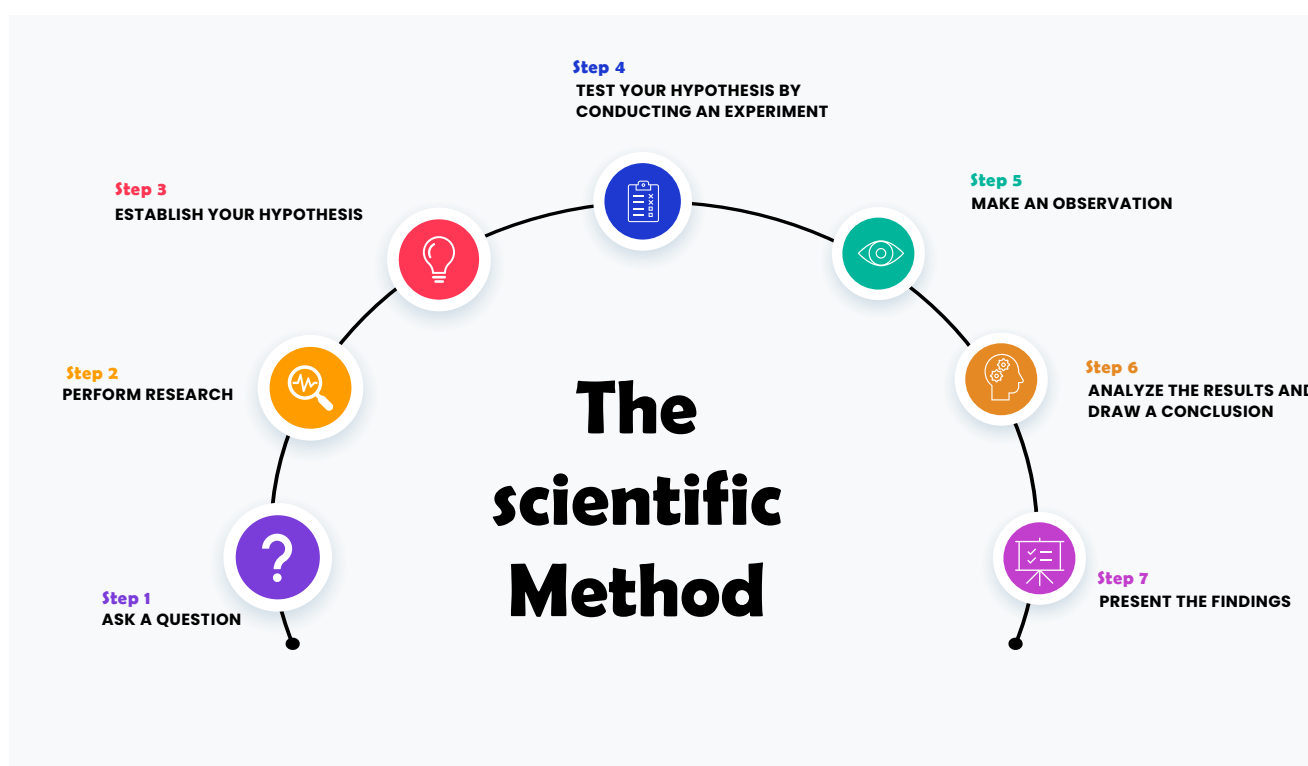 Step 4
TEST YOUR HYPOTHESIS BY
CONDUCTING AN EXPERIMENT
Step 3
ESTABLISH YOUR HYPOTHESIS
Step 5
MAKE AN OBSERVATION
Step 2
PERFORM RESEARCH
Step 6
ANALYZE THE RESULTS AND
DRAW A CONCLUSION
The
scientific
Method
Step 1
ASK A QUESTION
?
Step 7
PRESENT THE FINDINGS